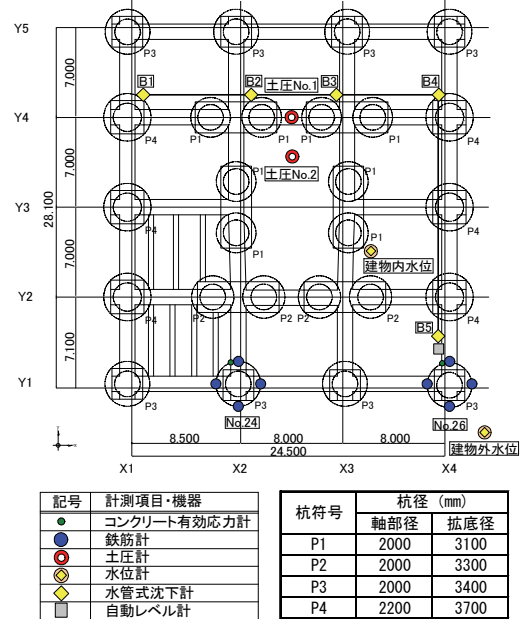 Y5
P3 P3 P3 P3
7.000
B1 B2 土圧No.1 B3 B4
Y4
P4 P1 P1 P1 P1 P4
7.000
土圧No.2
P1 P1
Y3
28.100
P4 P1 P1 P4
7.000
建物内水位
Y2
P4 P2 P2 P2 P2 P4
7.100
B5
Y1
P3 P3 P3 P3
No.24 No.26
8.500 8.000 8.000
24.500
建物外水位
X1 X2 X3 X4
記号 計測項目・機器
コンクリート有効応力計
鉄筋計
土圧計
水位計
水管式沈下計
自動レベル計
杭符号 杭径 (mm)
軸部径 拡底径
P1 2000 3100
P2 2000 3300
P3 2000 3400
P4 2200 3700